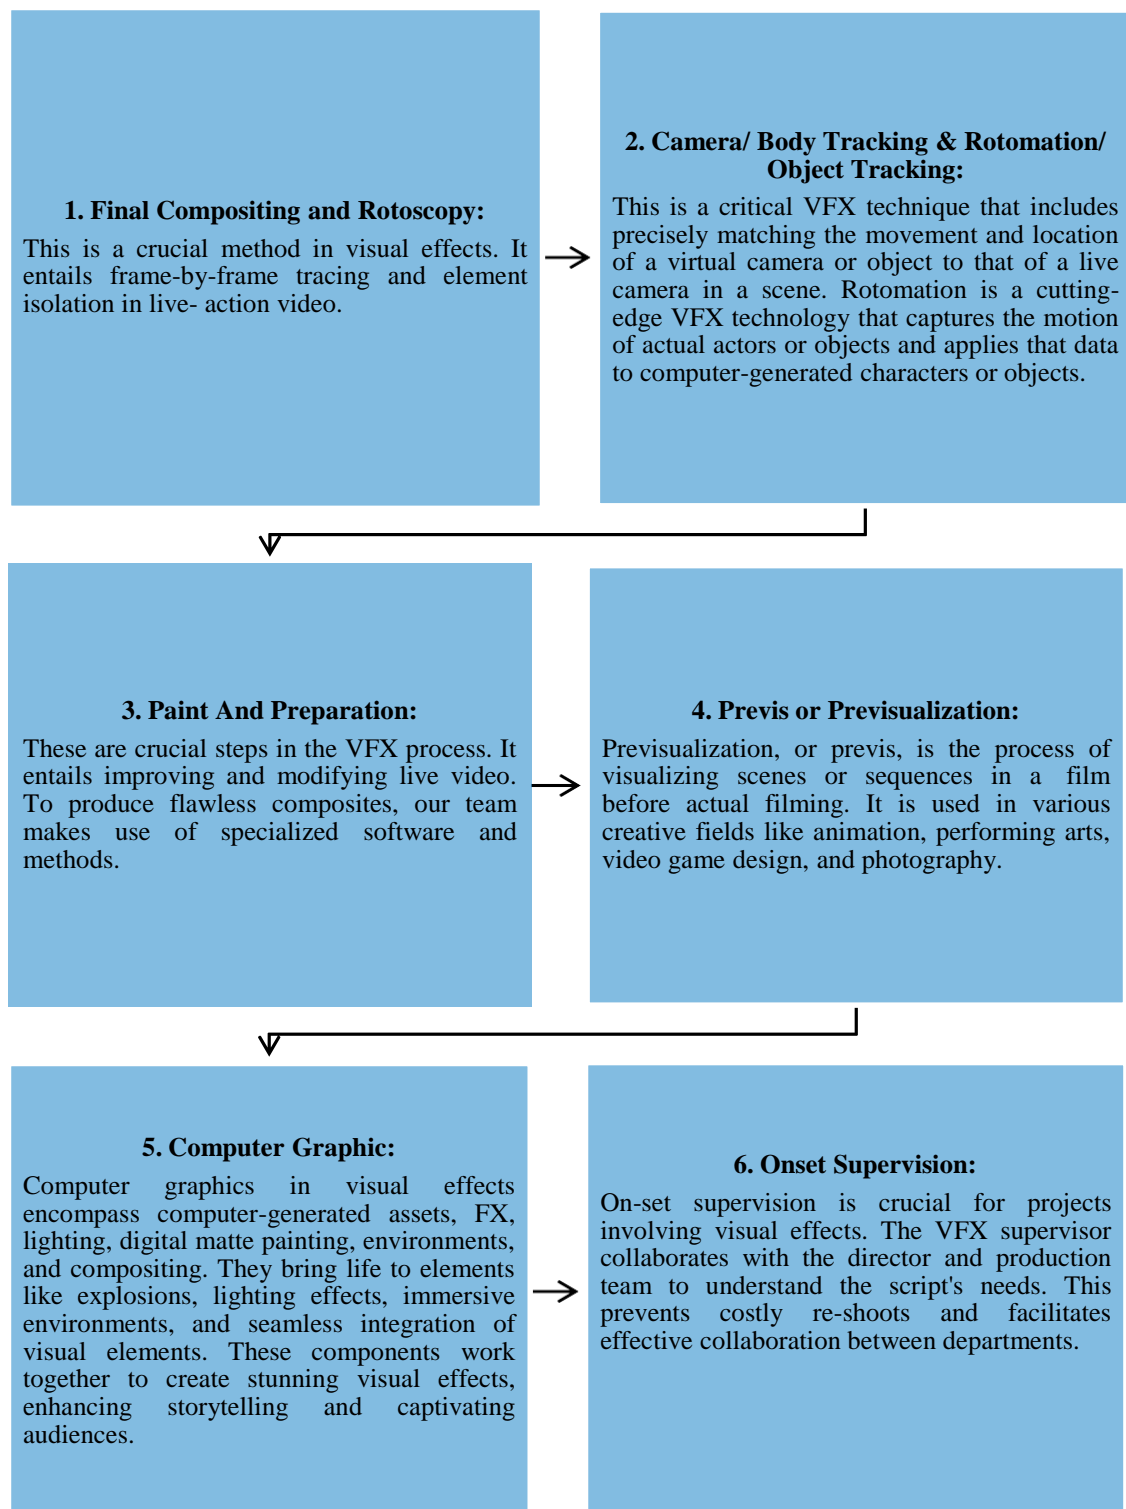 1. Final Compositing and Rotoscopy:
This is a crucial method in visual effects. It
entails frame-by-frame tracing and element
isolation in live- action video.
2. Camera/ Body Tracking & Rotomation/
Object Tracking:
This is a critical VFX technique that includes
precisely matching the movement and location
of a virtual camera or object to that of a live
camera in a scene. Rotomation is a cutting-
edge VFX technology that captures the motion
of actual actors or objects and applies that data
to computer-generated characters or objects.
3. Paint And Preparation:
These are crucial steps in the VFX process. It
entails improving and modifying live video.
To produce flawless composites, our team
makes use of specialized software and
methods.
4. Previs or Previsualization:
Previsualization, or previs, is the process of
visualizing scenes or sequences in a film
before actual filming. It is used in various
creative fields like animation, performing arts,
video game design, and photography.
5. Computer Graphic:
Computer graphics in visual effects
encompass computer-generated assets, FX,
lighting, digital matte painting, environments,
and compositing. They bring life to elements
like explosions, lighting effects, immersive
environments, and seamless integration of
visual elements. These components work
together to create stunning visual effects,
enhancing storytelling and captivating
audiences.
6. Onset Supervision:
On-set supervision is crucial for projects
involving visual effects. The VFX supervisor
collaborates with the director and production
team to understand the script's needs. This
prevents costly re-shoots and facilitates
effective collaboration between departments.